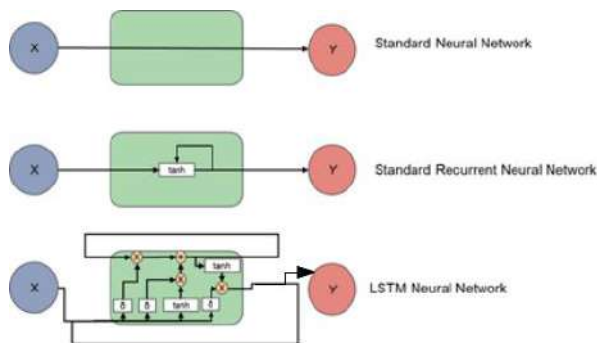 X
Y
Standard Neural Network
X
tanh
Y
Standard Recurrent Neural Network
X
X
+
tanh
X
X
δ
δ
tanh
δ
Y
LSTM Neural Network